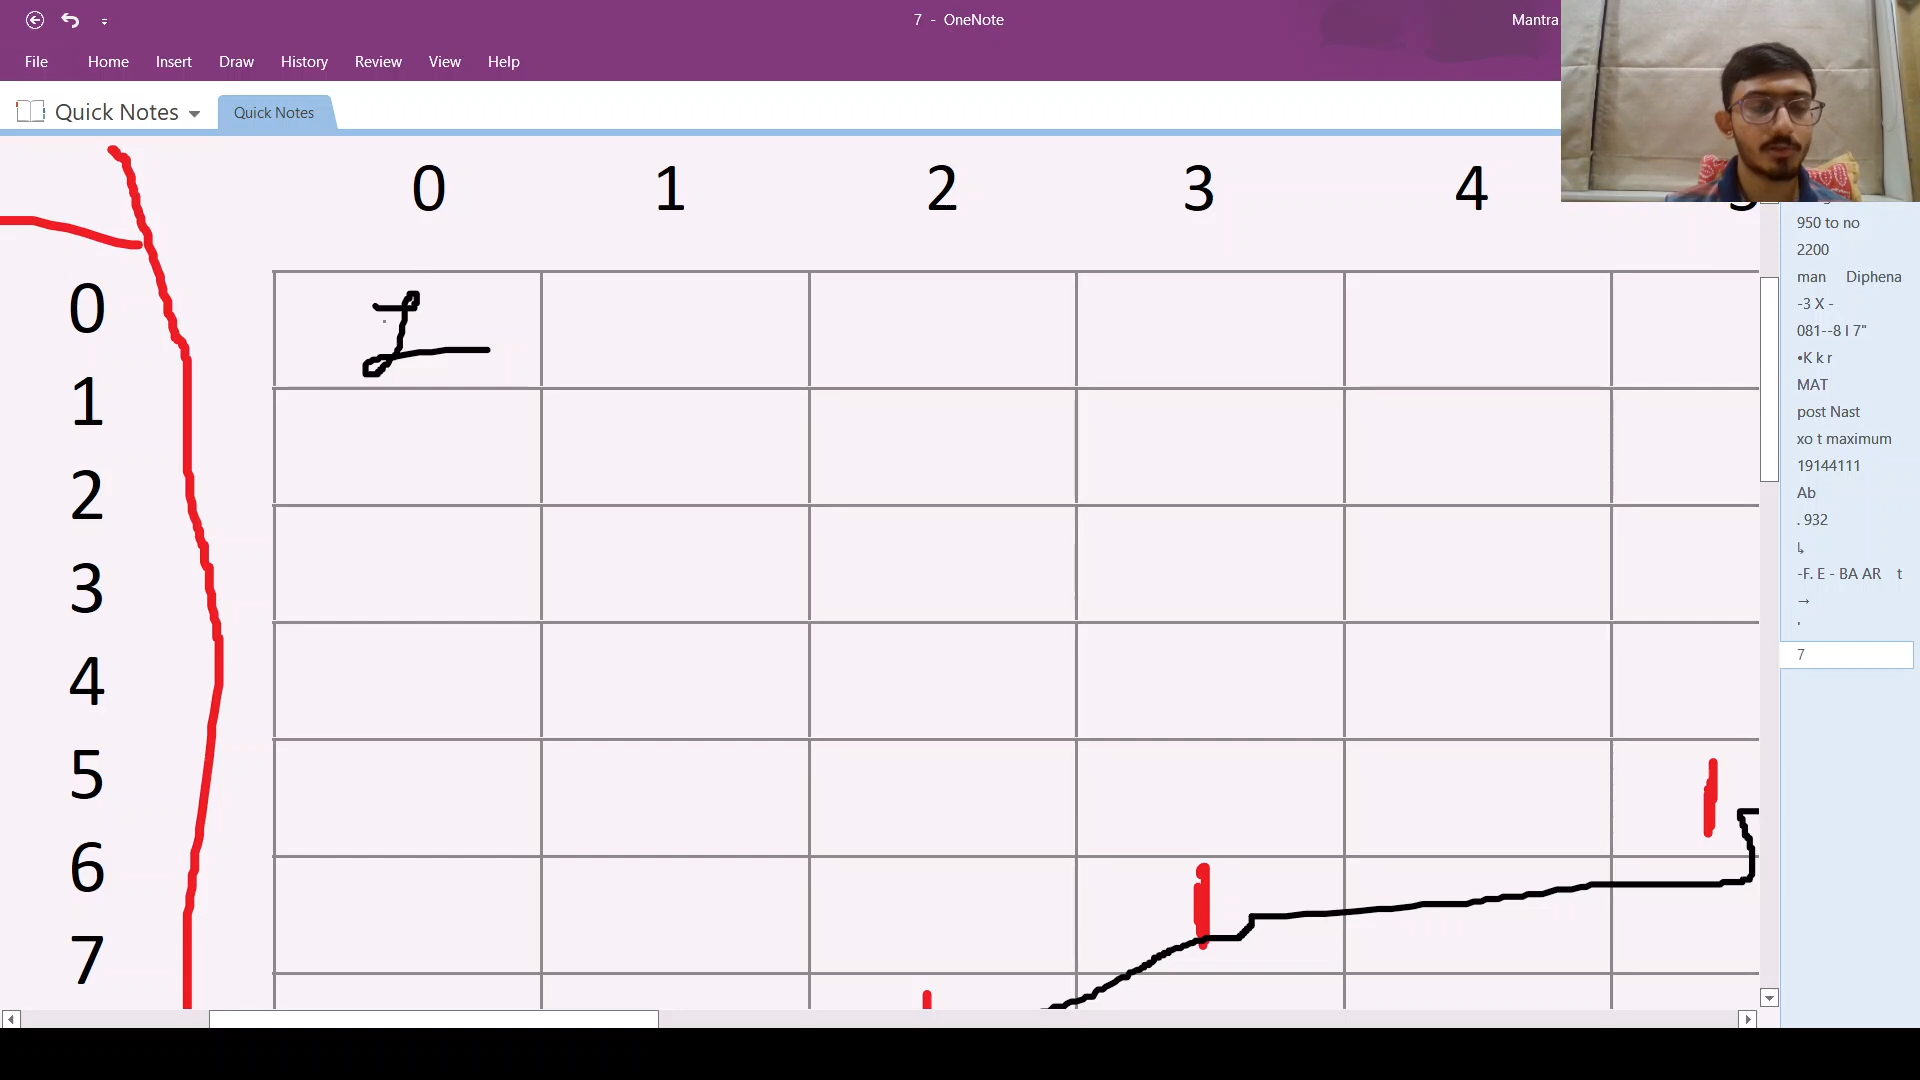 7 - OneNote
Mantra
File Home Insert Draw History Review View Help
Quick Notes Quick Notes
0 1 2 3 4
0
1
2
3
4
5
6
7
2
950 to no
2200
man Diphena
-3 X -
081--8 I 7"
•K k r
MAT
post Nast
xo t maximum
19144111
Ab
. 932
↳
-F. E - BA AR t
→
'
7